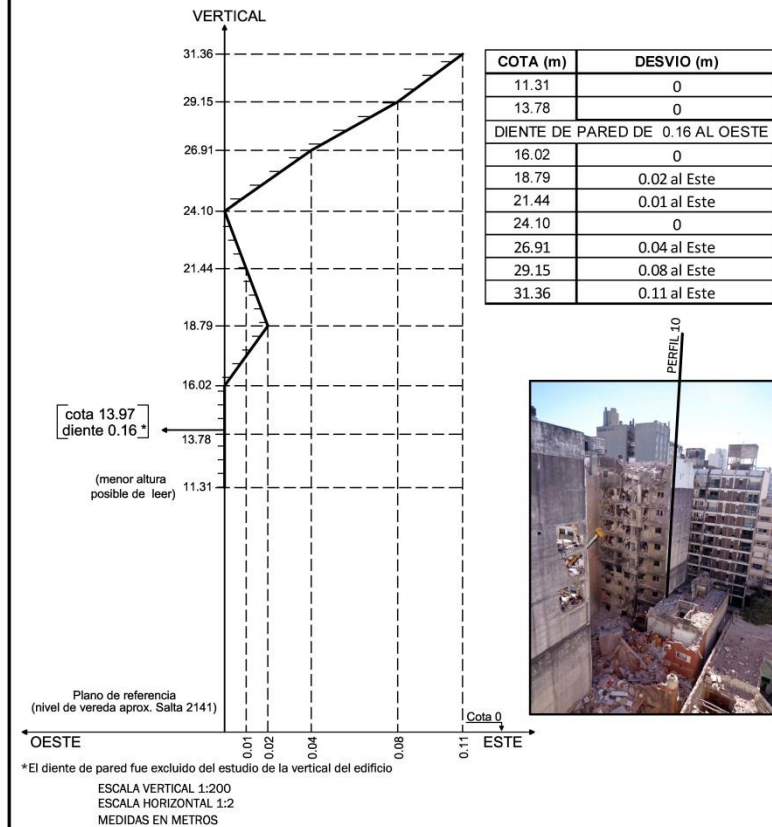 VERTICAL
31.36
29.15
26.91
24.10
21.44
18.79
16.02
cota 13.97
diente 0.16 *
13.78
(menor altura
posible de leer)
11.31
Plano de referencia
(nivel de vereda aprox. Salta 2141)
Cota 0
OESTE
0.01
0.02
0.04
0.08
0.11
ESTE
*El diente de pared fue excluido del estudio de la vertical del edificio
ESCALA VERTICAL 1:200
ESCALA HORIZONTAL 1:2
MEDIDAS EN METROS
COTA (m) DESVIO (m)
11.31 0
13.78 0
DIENTE DE PARED DE 0.16 AL OESTE
16.02 0
18.79 0.02 al Este
21.44 0.01 al Este
24.10 0
26.91 0.04 al Este
29.15 0.08 al Este
31.36 0.11 al Este
PERFIL 10